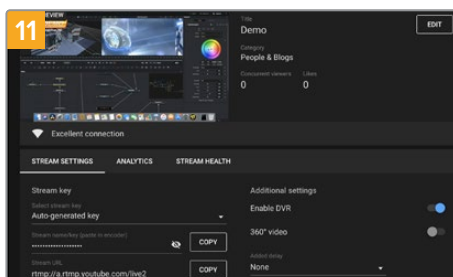 11
PREVIEW
Title
Demo
EDIT
Category
People & Blogs
Concurrent viewers Likes
0 0
Excellent connection
STREAM SETTINGS ANALYTICS STREAM HEALTH
Stream key
Additional settings
Select stream key
Auto-generated key
Enable DVR
Stream name/key (paste in encoder)
COPY
360° video
Stream URL
rtmp://a.rtmp.youtube.com/live2
COPY
Added delay
None